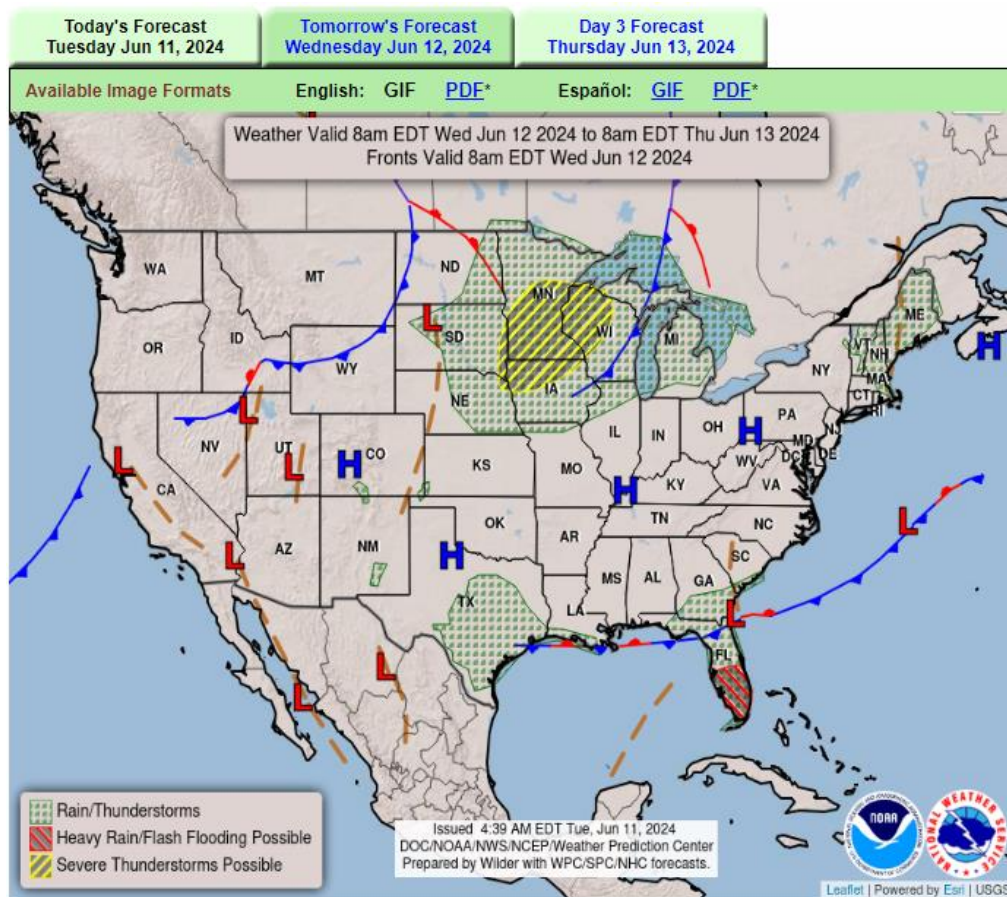 Today's Forecast
Tuesday Jun 11, 2024
Tomorrow's Forecast
Wednesday Jun 12, 2024
Day 3 Forecast
Thursday Jun 13, 2024
Available Image Formats English: GIF PDF* Español: GIF PDF*
Weather Valid 8am EDT Wed Jun 12 2024 to 8am EDT Thu Jun 13 2024
Fronts Valid 8am EDT Wed Jun 12 2024
WA
MT
ND
MN
ME
L
SD
WI
MI
VT
NH
H
OR
ID
WY
NY
MA
CT
RI
L
NE
IA
PA
NJ
H
L
NV
UT
L
H
CO
KS
MO
IL
IN
OH
WV
MD
DE
DC
VA
CA
H
KY
L
L
AZ
NM
H
OK
AR
TN
NC
SC
TX
LA
MS
AL
GA
L
FL
L
L
Rain/Thunderstorms
Heavy Rain/Flash Flooding Possible
Severe Thunderstorms Possible
Issued 4:39 AM EDT Tue, Jun 11, 2024
DOC/NOAA/NWS/NCEP/Weather Prediction Center
Prepared by Wilder with WPC/SPC/NHC forecasts.
NOAA
NATIONAL WEATHER SERVICE
Leaflet | Powered by Esri | USGS